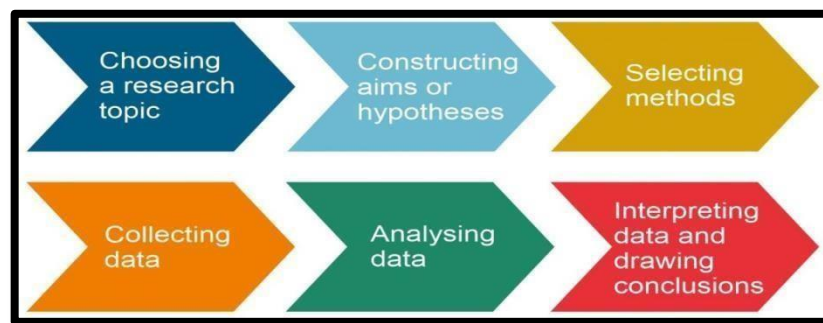 Choosing
a research
topic
Constructing
aims or
hypotheses
Selecting
methods
Collecting
data
Analysing
data
Interpreting
data and
drawing
conclusions